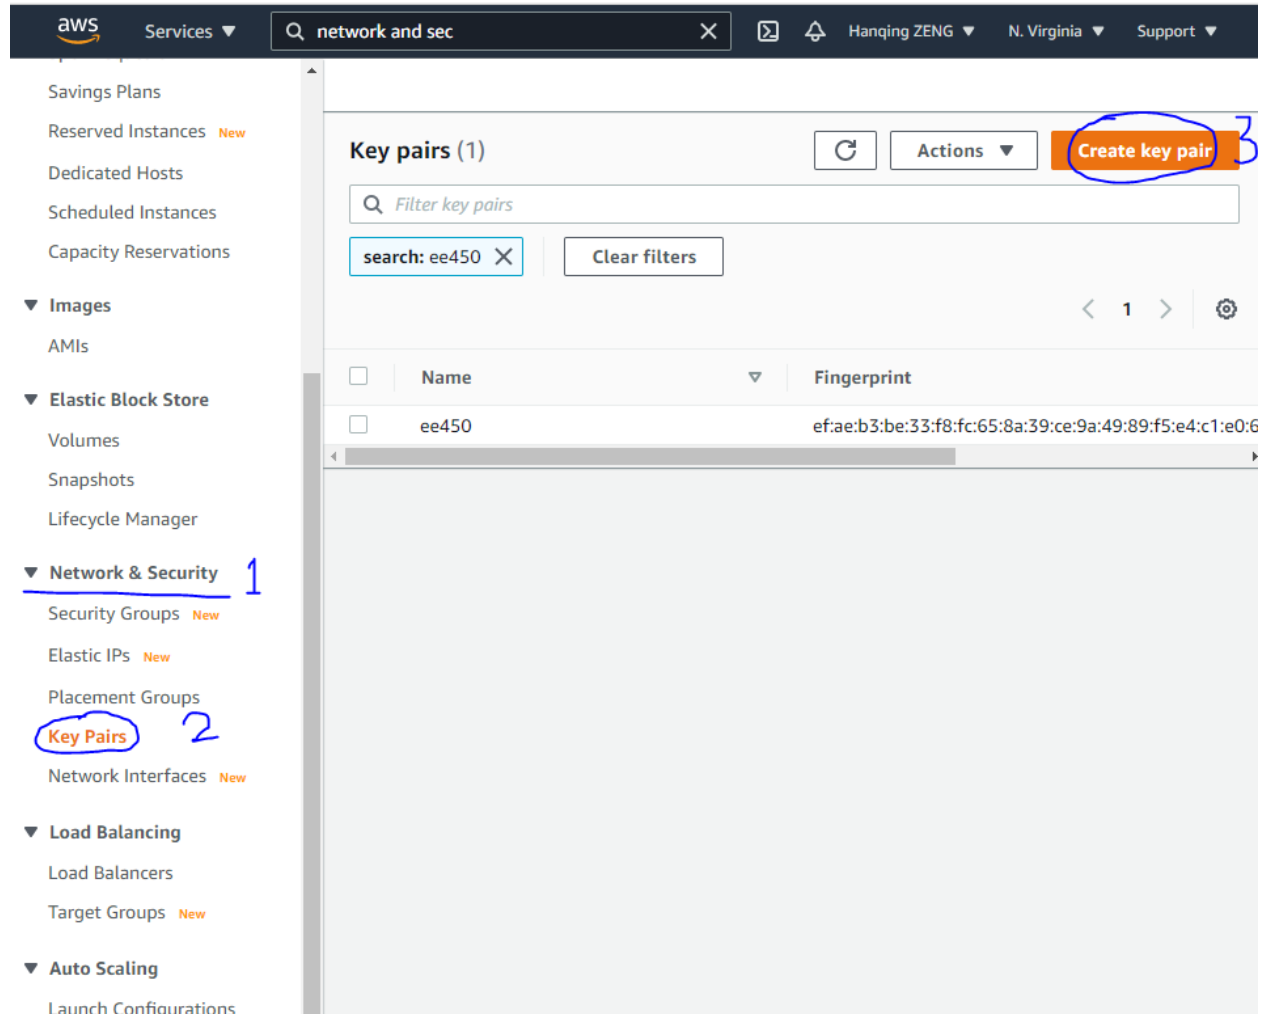 aws Services ▼ network and sec Hanqing ZENG ▼ N. Virginia ▼ Support ▼
Savings Plans
Reserved Instances New
Dedicated Hosts
Scheduled Instances
Capacity Reservations
▼ Images
AMIs
▼ Elastic Block Store
Volumes
Snapshots
Lifecycle Manager
▼ Network & Security 1
Security Groups New
Elastic IPs New
Placement Groups
Key Pairs 2
Network Interfaces New
▼ Load Balancing
Load Balancers
Target Groups New
▼ Auto Scaling
Launch Configurations
Key pairs (1) Actions ▼ Create key pair 3
Filter key pairs
search: ee450 Clear filters
< 1 >
Name Fingerprint
ee450 ef:ae:b3:be:33:f8:fc:65:8a:39:ce:9a:49:89:f5:e4:c1:e0:6